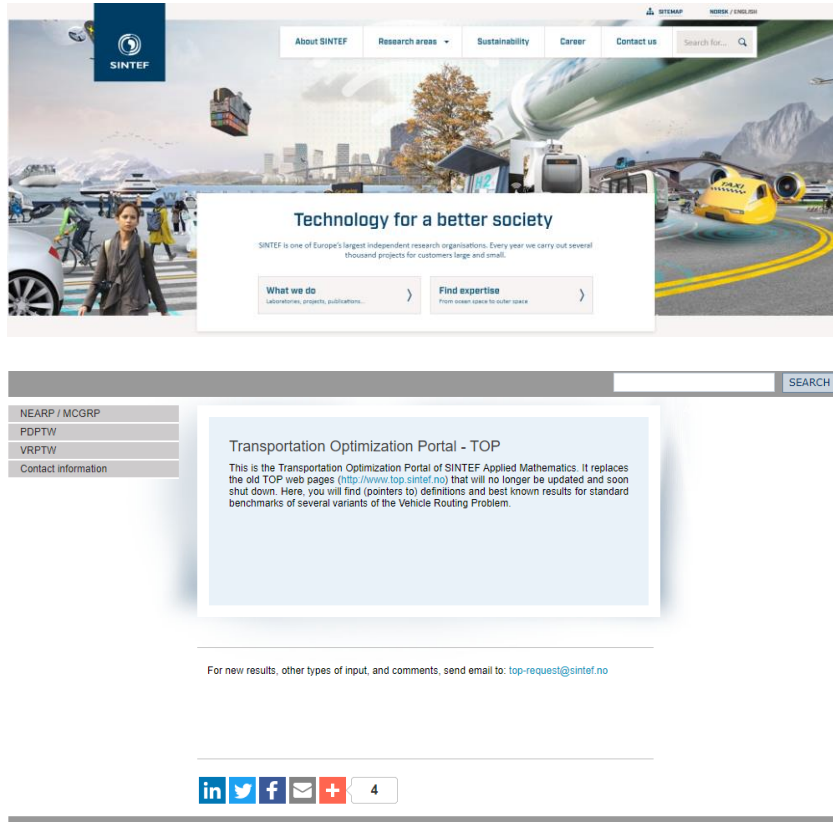 SITEMAP
NORSK / ENGLISH
SINTEF
About SINTEF
Research areas
Sustainability
Career
Contact us
Search for...
H2
TAXI
Technology for a better society
SINTEF is one of Europe's largest independent research organisations. Every year we carry out several
thousand projects for customers large and small.
What we do
Laboratories, projects, publications...
Find expertise
From ocean space to outer space
SEARCH
NEARP / MCGRP
PDPTW
VRPTW
Contact information
Transportation Optimization Portal - TOP
This is the Transportation Optimization Portal of SINTEF Applied Mathematics. It replaces
the old TOP web pages (http://www.top.sintef.no) that will no longer be updated and soon
shut down. Here, you will find (pointers to) definitions and best known results for standard
benchmarks of several variants of the Vehicle Routing Problem.
For new results, other types of input, and comments, send email to: top-request@sintef.no
in
f
+
4